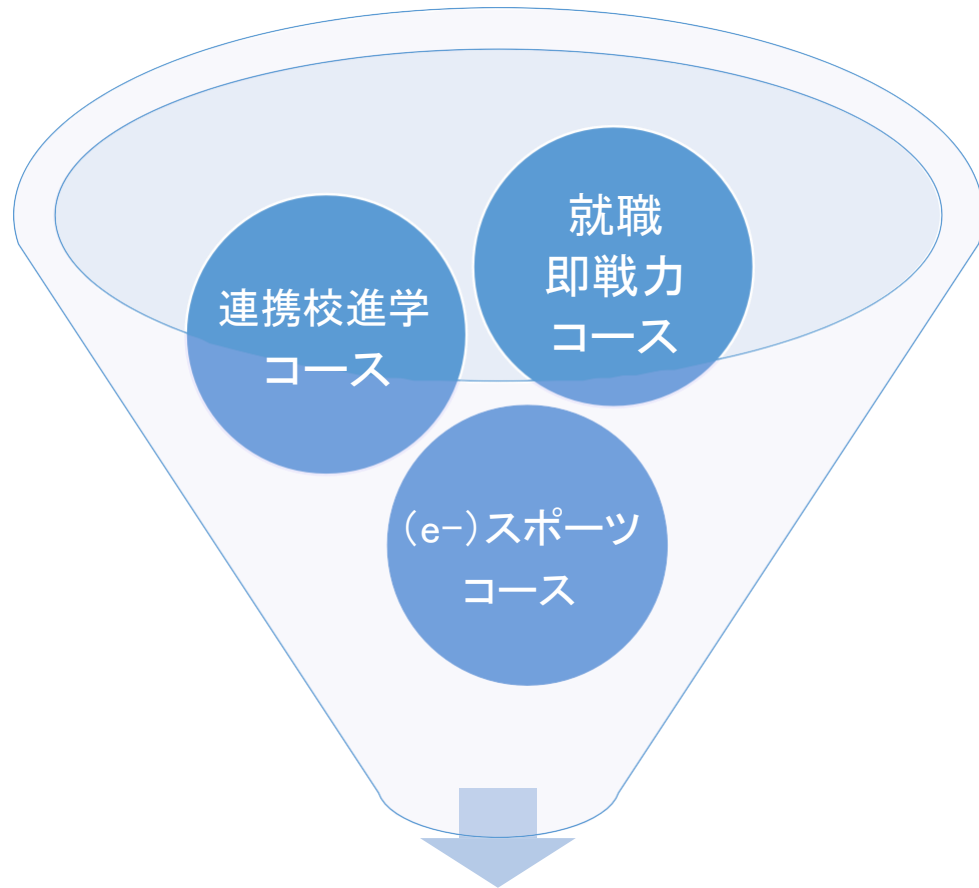 連携校進学
コース
就職
即戦力
コース
（e-）スポーツ
コース